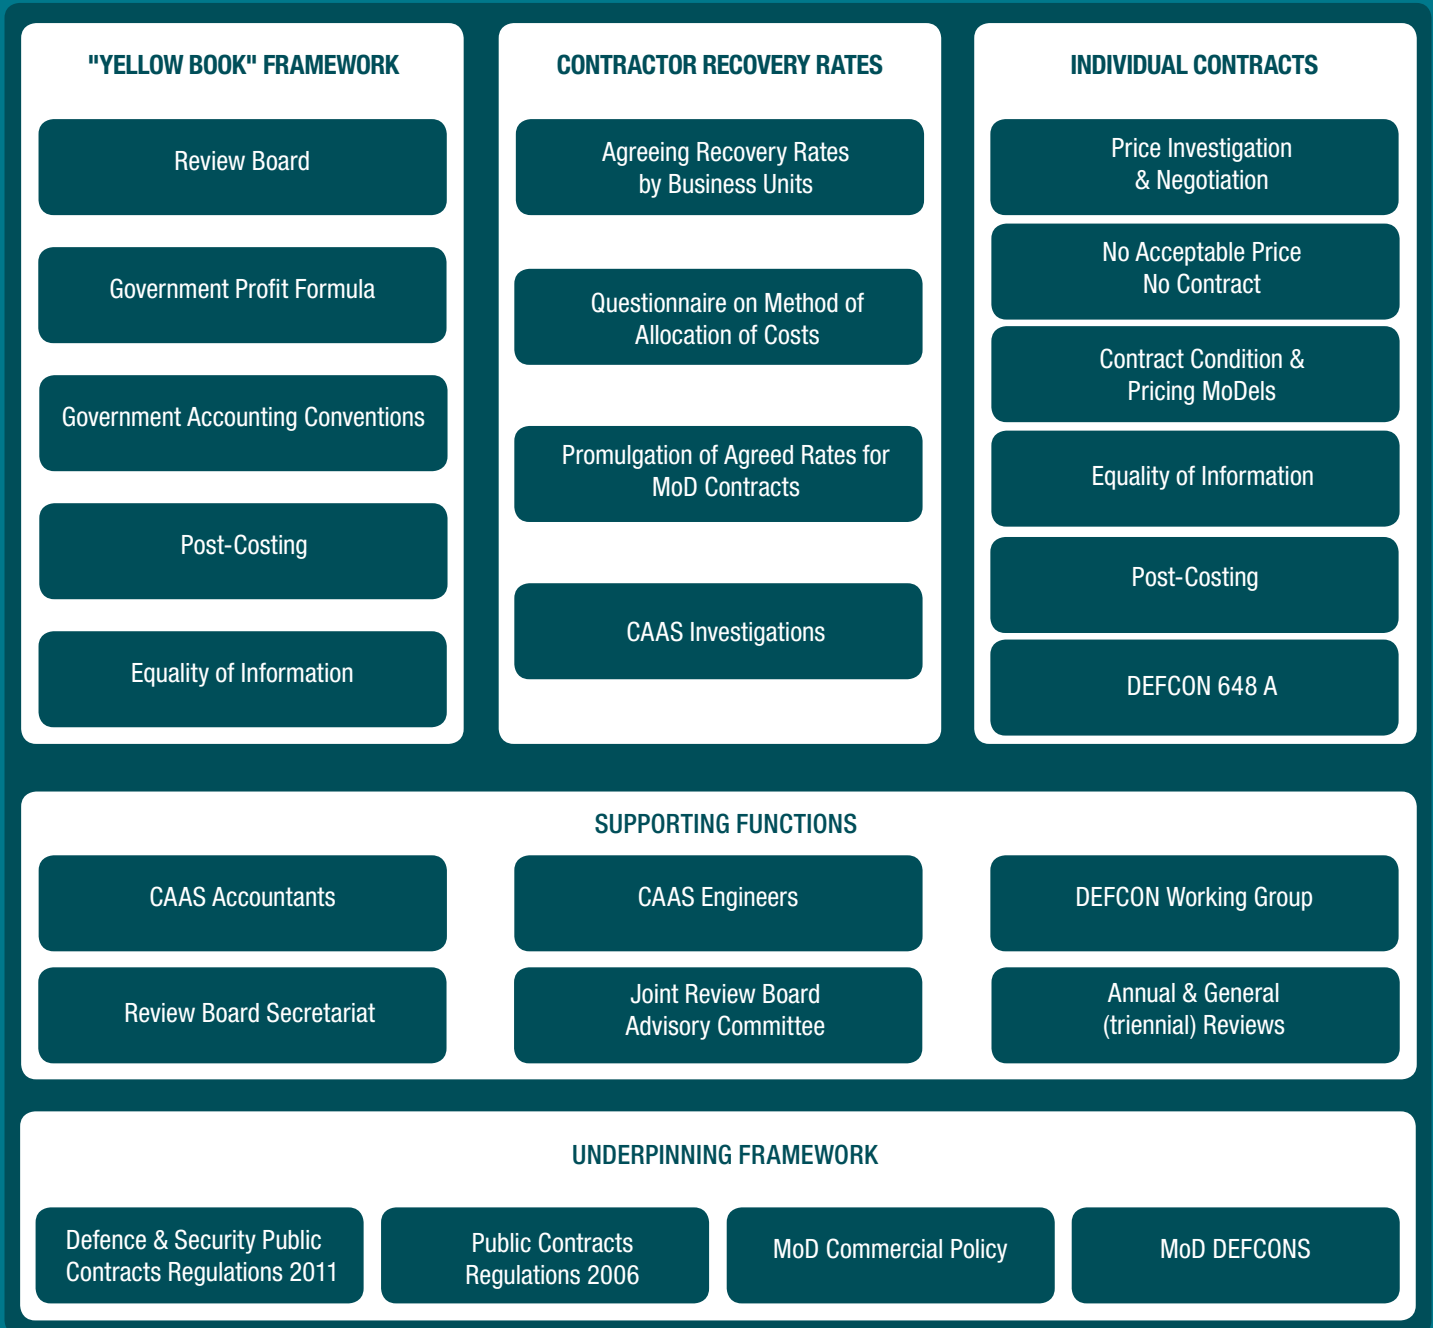 "YELLOW BOOK" FRAMEWORK
Review Board
Government Profit Formula
Government Accounting Conventions
Post-Costing
Equality of Information
CONTRACTOR RECOVERY RATES
Agreeing Recovery Rates
by Business Units
Questionnaire on Method of
Allocation of Costs
Promulgation of Agreed Rates for
MoD Contracts
CAAS Investigations
INDIVIDUAL CONTRACTS
Price Investigation
& Negotiation
No Acceptable Price
No Contract
Contract Condition &
Pricing MoDels
Equality of Information
Post-Costing
DEFCON 648 A
SUPPORTING FUNCTIONS
CAAS Accountants
CAAS Engineers
DEFCON Working Group
Review Board Secretariat
Joint Review Board
Advisory Committee
Annual & General
(triennial) Reviews
UNDERPINNING FRAMEWORK
Defence & Security Public
Contracts Regulations 2011
Public Contracts
Regulations 2006
MoD Commercial Policy
MoD DEFCONS